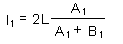 l₁ = 2L A₁ / (A₁ + B₁)